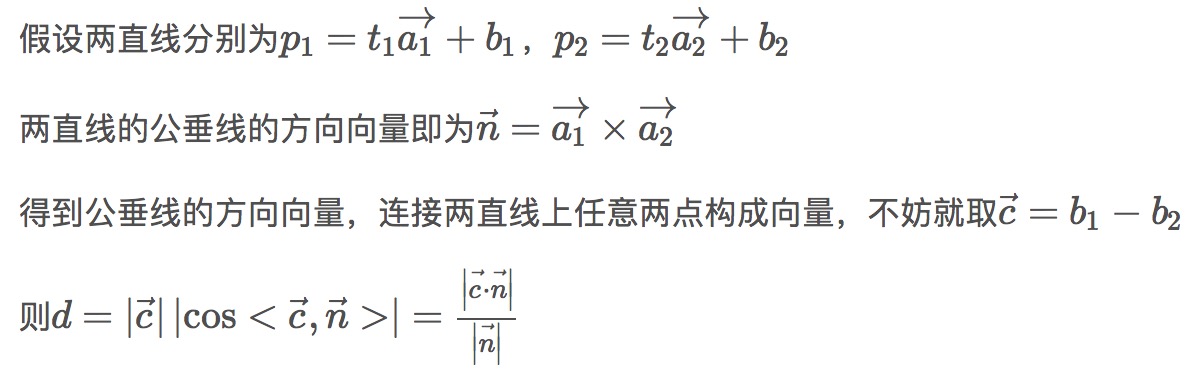 假设两直线分别为$p_1 = t_1\overrightarrow{a_1} + b_1$，$p_2 = t_2\overrightarrow{a_2} + b_2$
两直线的公垂线的方向向量即为$\vec{n} = \overrightarrow{a_1} \times \overrightarrow{a_2}$
得到公垂线的方向向量，连接两直线上任意两点构成向量，不妨就取$\vec{c} = b_1 - b_2$
则$d = |\vec{c}|\,|\cos <\vec{c}, \vec{n}>| = \frac{|\vec{c} \cdot \vec{n}|}{|\vec{n}|}$